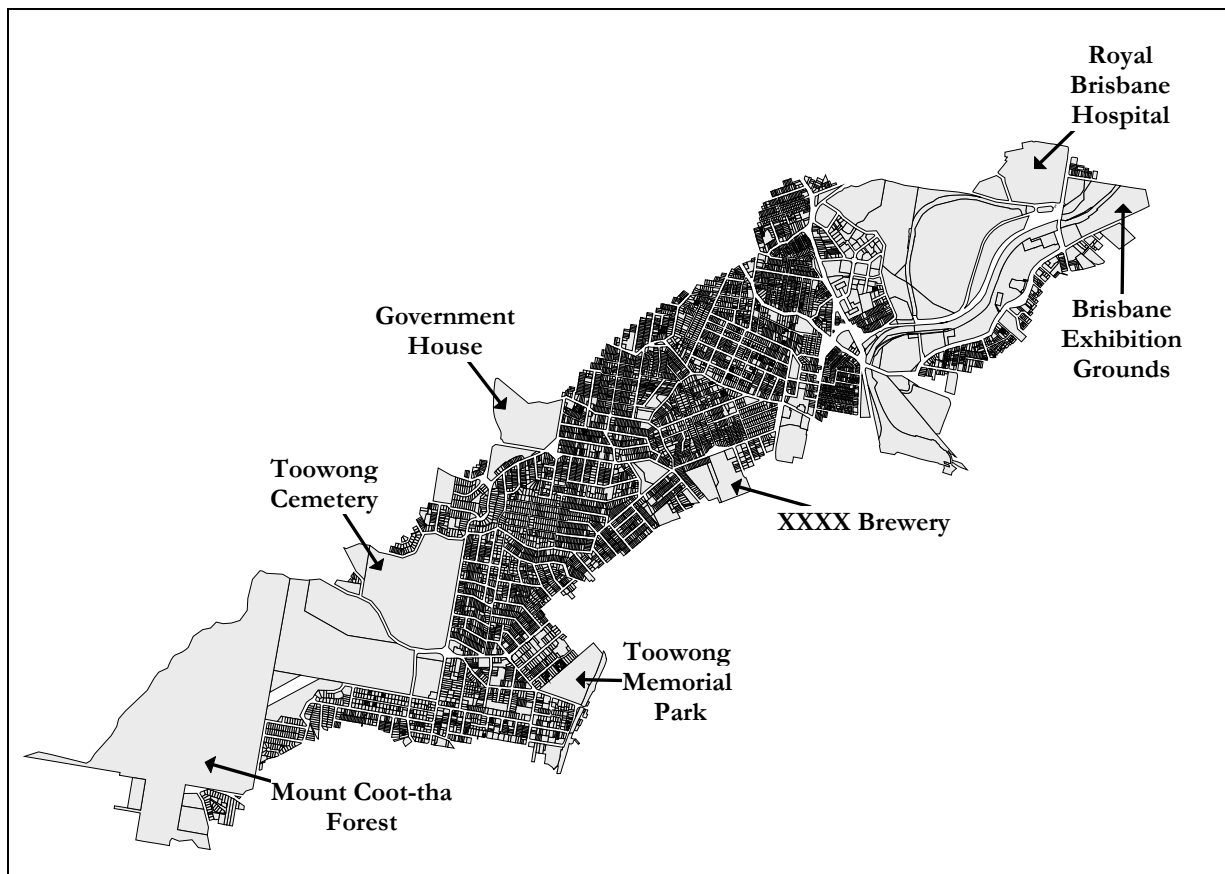 Royal
Brisbane
Hospital
Government
House
Brisbane
Exhibition
Grounds
Toowong
Cemetery
XXXX Brewery
Toowong
Memorial
Park
Mount Coot-tha
Forest